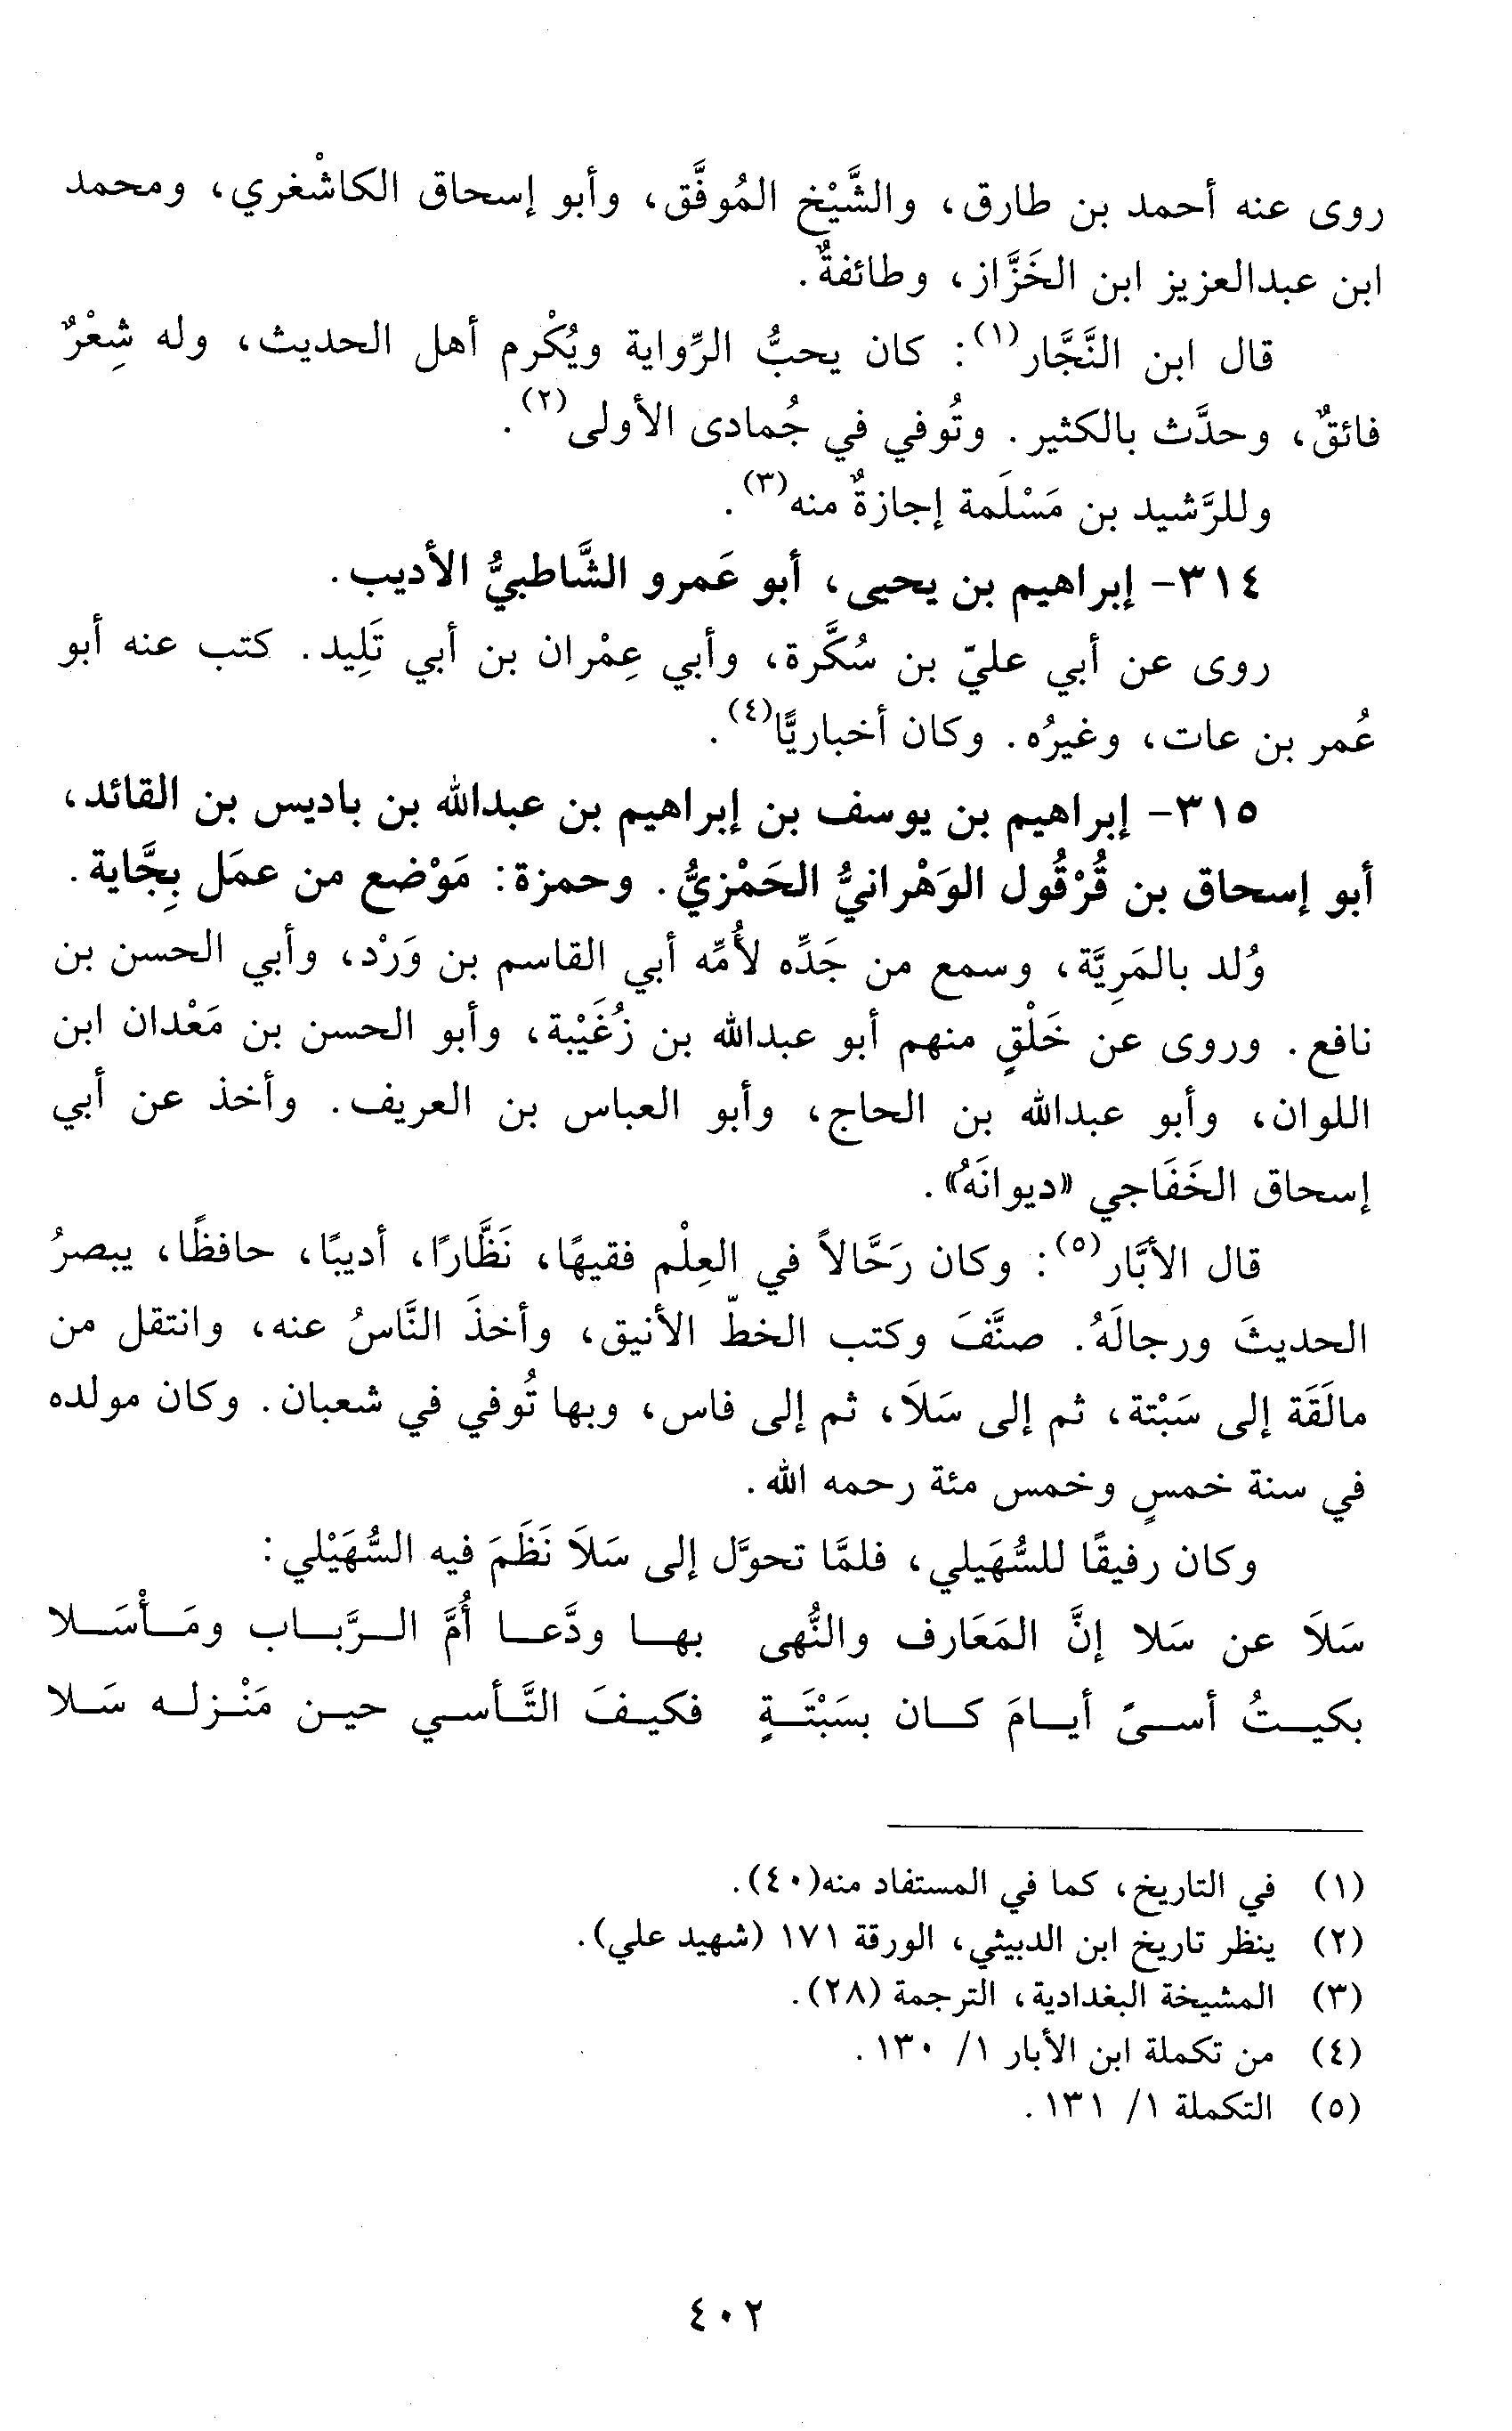 روى عنه أحمد بن طارق، والشَّيْخ المُوفَّق، وأبو إسحاق الكاشْغري، ومحمد
ابن عبدالعزيز ابن الخَزَّاز، وطائفةٌ.
قال ابن النَّجَّار(١): كان يحبُّ الرِّواية ويُكْرم أهل الحديث، وله شِعْرٌ
فائقٌ، وحدَّث بالكثير. وتُوفي في جُمادى الأولى(٢).
وللرَّشيد بن مَسْلَمة إجازةٌ منه(٣).
٣١٤- إبراهيم بن يحيى، أبو عَمرو الشَّاطبيُّ الأديب.
روى عن أبي عليّ بن سُكَّرة، وأبي عِمْران بن أبي تَلِيد. كتب عنه أبو
عُمر بن عات، وغيرُه. وكان أخباريًّا(٤).
٣١٥- إبراهيم بن يوسف بن إبراهيم بن عبدالله بن باديس بن القائد،
أبو إسحاق بن قُرْقُول الوَهْرانيُّ الحَمْزيُّ. وحمزة: مَوْضع من عمَل بِجَّاية.
وُلد بالمَرِيَّة، وسمع من جَدِّه لأُمِّه أبي القاسم بن وَرْد، وأبي الحسن بن
نافع. وروى عن خَلْقٍ منهم أبو عبدالله بن زُغَيْبة، وأبو الحسن بن مَعْدان ابن
اللوان، وأبو عبدالله بن الحاج، وأبو العباس بن العريف. وأخذ عن أبي
إسحاق الخَفَاجي «ديوانَهُ».
قال الأبَّار(٥): وكان رَحَّالاً في العِلْم فقيهًا، نَظَّارًا، أديبًا، حافظًا، يبصرُ
الحديثَ ورجالَهُ. صنَّفَ وكتب الخطّ الأنيق، وأخذَ النَّاسُ عنه، وانتقل من
مالَقَة إلى سَبْتة، ثم إلى سَلاَ، ثم إلى فاس، وبها تُوفي في شعبان. وكان مولده
في سنة خمسٍ وخمس مئة رحمه الله.
وكان رفيقًا للسُّهَيلي، فلمَّا تحوَّل إلى سَلاَ نَظَمَ فيه السُّهَيْلي:
سَلاَ عن سَلا إنَّ المَعَارف والنُّهى بها ودَّعا أُمَّ الرَّباب ومَأْسَلا
بكيتُ أسىً أيامَ كان بسَبْتَةٍ فكيفَ التَّأسي حين مَنْزله سَلا
(١) في التاريخ، كما في المستفاد منه(٤٠).
(٢) ينظر تاريخ ابن الدبيثي، الورقة ١٧١ (شهيد علي).
(٣) المشيخة البغدادية، الترجمة (٢٨).
(٤) من تكملة ابن الأبار ١/ ١٣٠.
(٥) التكملة ١/ ١٣١.
٤٠٢